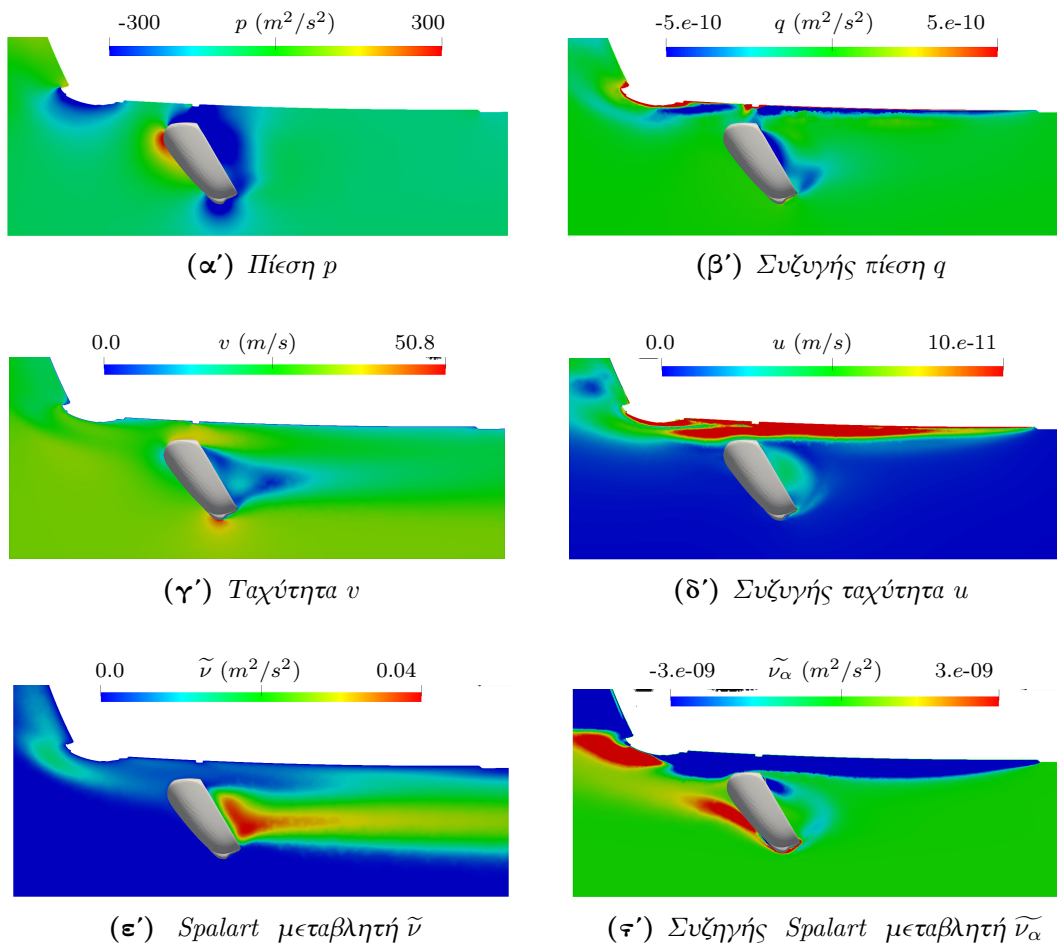 -300 p (m²/s²) 300
-5.e-10 q (m²/s²) 5.e-10
(α′) Πίεση p
(β′) Συζυγής πίεση q
0.0 v (m/s) 50.8
0.0 u (m/s) 10.e-11
(γ′) Ταχύτητα v
(δ′) Συζυγής ταχύτητα u
0.0 ν̃ (m²/s²) 0.04
-3.e-09 ν̃α (m²/s²) 3.e-09
(ε′) Spalart μεταβλητή ν̃
(ϛ′) Συζηγής Spalart μεταβλητή ν̃α